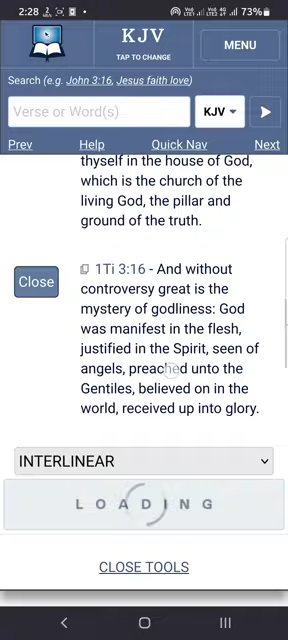 2:28 73%
KJV
TAP TO CHANGE
MENU
Search (e.g. John 3:16, Jesus faith love)
Verse or Word(s)
KJV
Prev Help Quick Nav Next
thyself in the house of God,
which is the church of the
living God, the pillar and
ground of the truth.
Close
1Ti 3:16 - And without
controversy great is the
mystery of godliness: God
was manifest in the flesh,
justified in the Spirit, seen of
angels, preached unto the
Gentiles, believed on in the
world, received up into glory.
INTERLINEAR
LOADING
CLOSE TOOLS